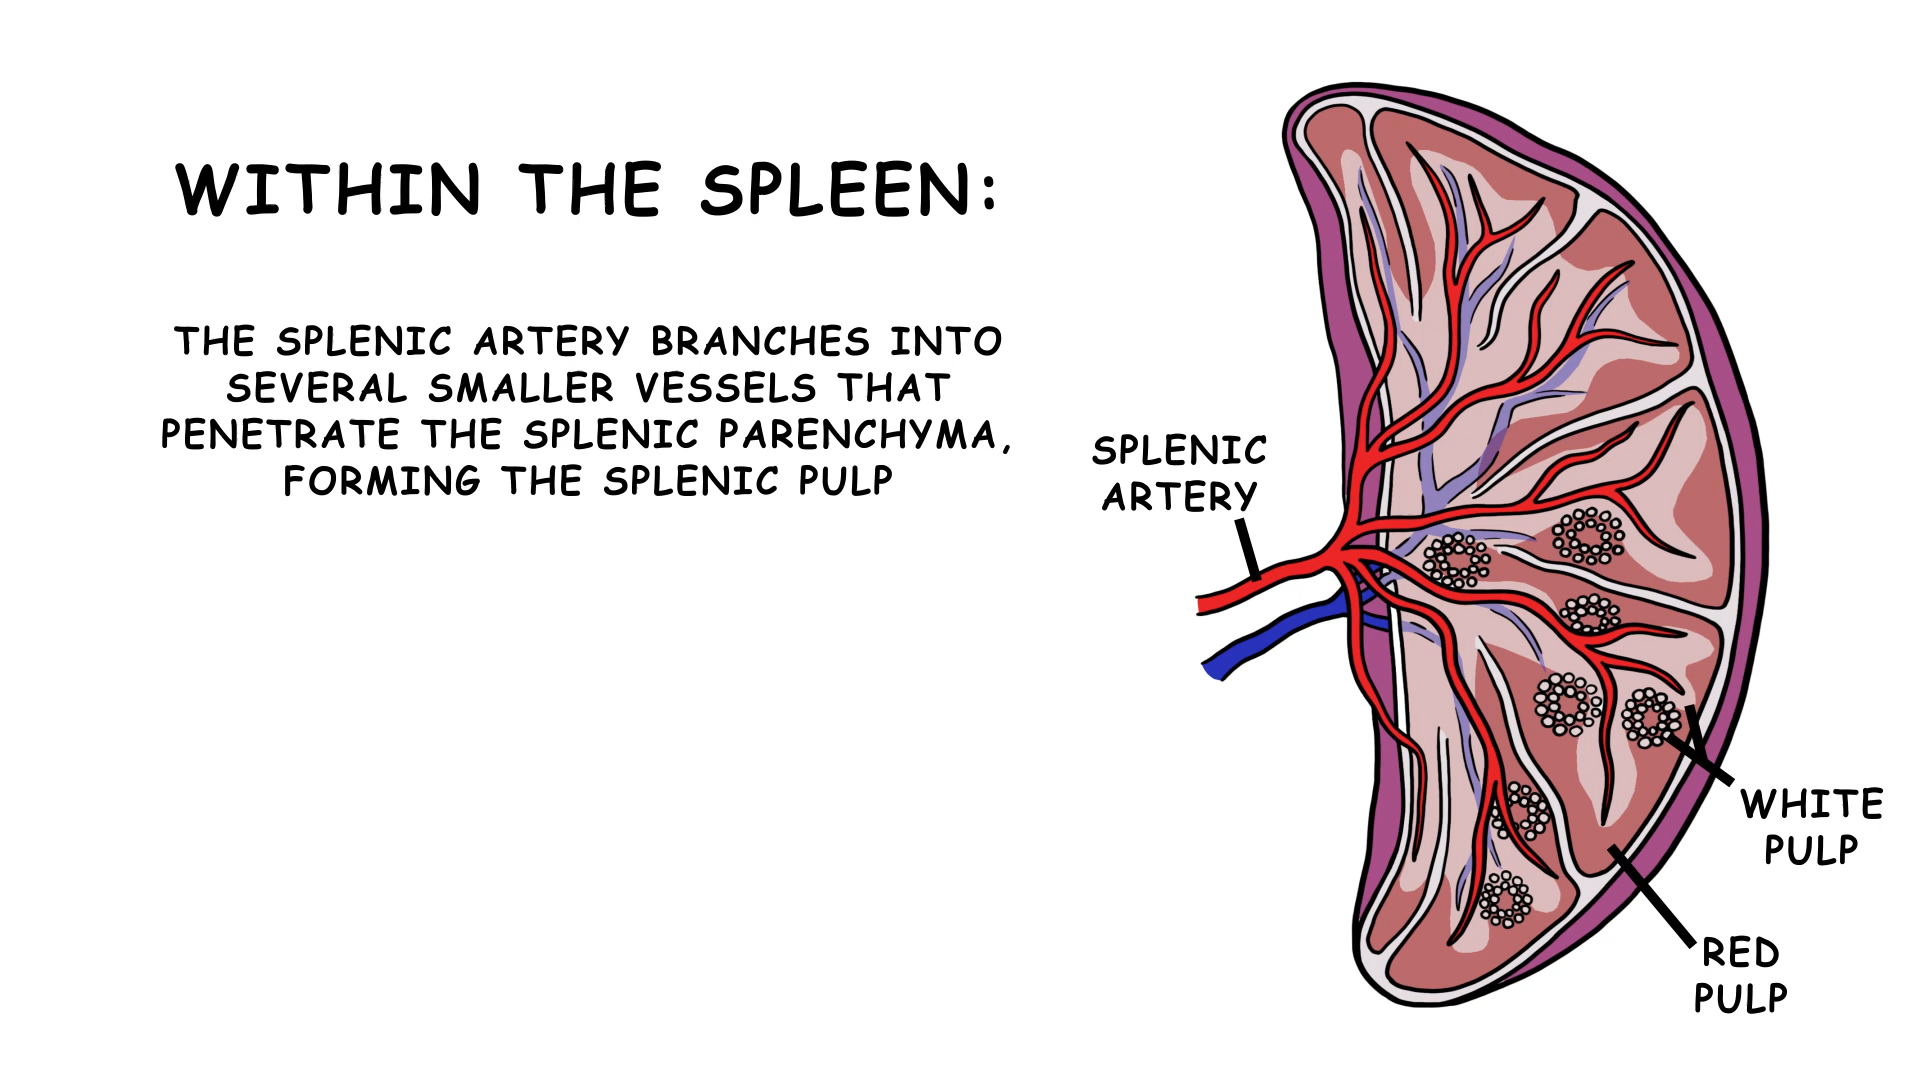 WITHIN THE SPLEEN:
THE SPLENIC ARTERY BRANCHES INTO
SEVERAL SMALLER VESSELS THAT
PENETRATE THE SPLENIC PARENCHYMA,
FORMING THE SPLENIC PULP
SPLENIC
ARTERY
WHITE
PULP
RED
PULP